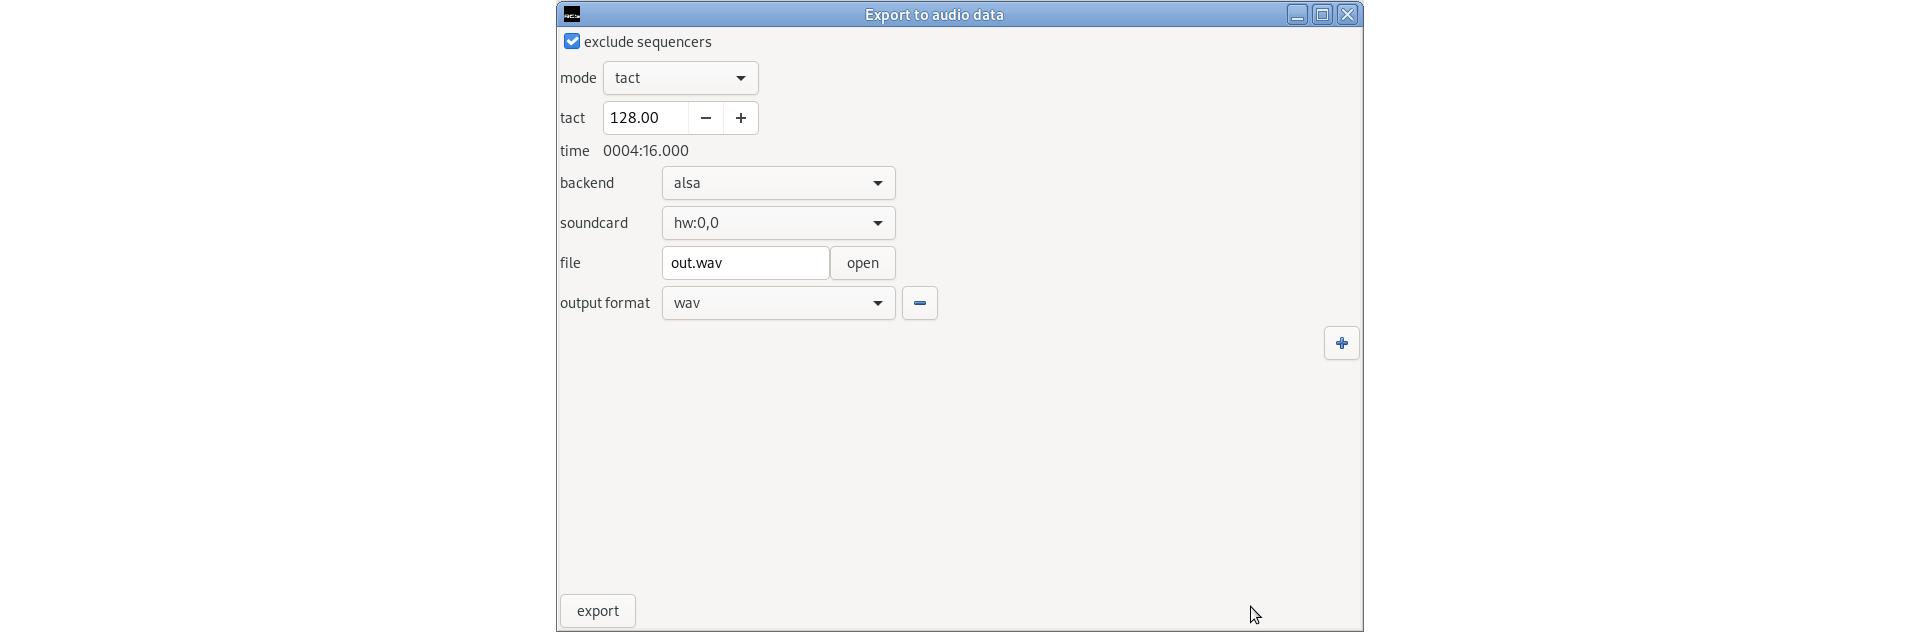 Export to audio data
exclude sequencers
mode tact
tact 128.00
time 0004:16.000
backend alsa
soundcard hw:0,0
file out.wav open
output format wav
export